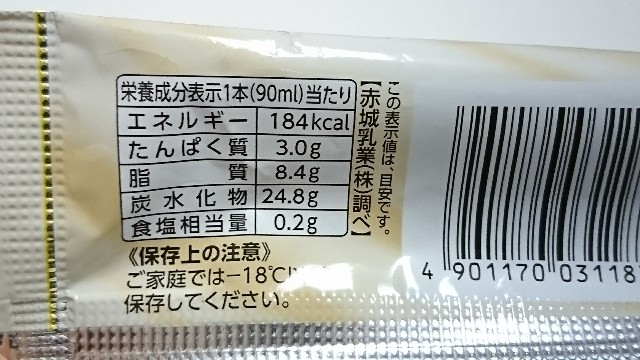 栄養成分表示1本(90ml)当たり
エネルギー 184kcal
たんぱく質 3.0g
脂質 8.4g
炭水化物 24.8g
食塩相当量 0.2g
この表示値は、目安です。
【赤城乳業(株)調べ】
《保存上の注意》
ご家庭では−18℃以
保存してください。
4 901170 03118